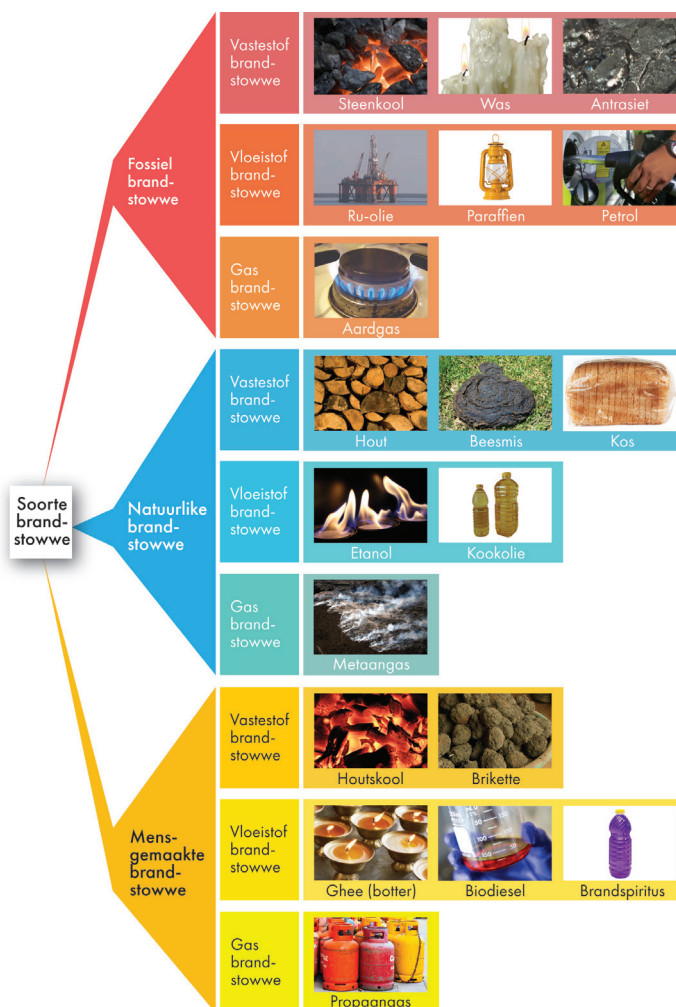 Soorte
brand-
stowwe
Fossiel
brand-
stowwe
Vastestof
brand-
stowwe
Steenkool
Was
Antrasiet
Vloeistof
brand-
stowwe
Ru-olie
Paraffien
Petrol
Gas
brand-
stowwe
Aardgas
Natuurlike
brand-
stowwe
Vastestof
brand-
stowwe
Hout
Beesmis
Kos
Vloeistof
brand-
stowwe
Etanol
Kookolie
Gas
brand-
stowwe
Metaangas
Mens-
gemaakte
brand-
stowwe
Vastestof
brand-
stowwe
Houtskool
Brikette
Vloeistof
brand-
stowwe
Ghee (botter)
Biodiesel
Brandspiritus
Gas
brand-
stowwe
Propaangas